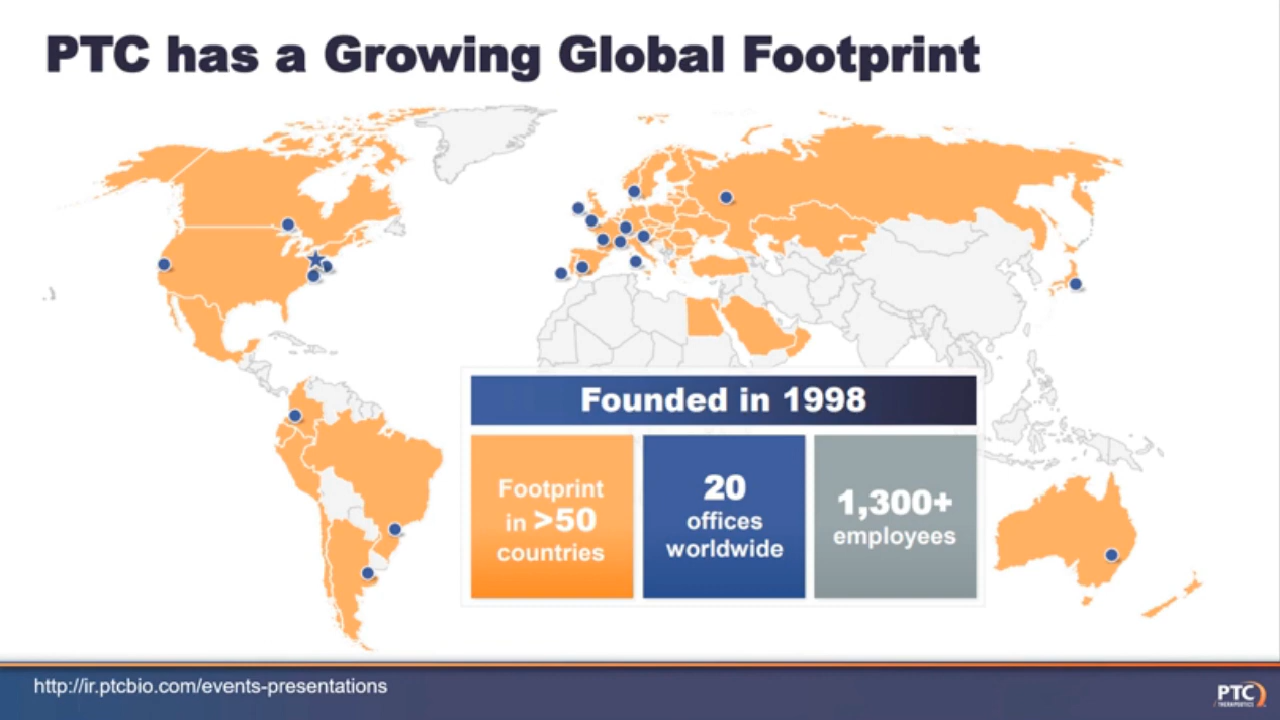 PTC has a Growing Global Footprint
Founded in 1998
Footprint
in >50
countries
20
offices
worldwide
1,300+
employees
http://ir.ptcbio.com/events-presentations
PTC
THERAPEUTICS